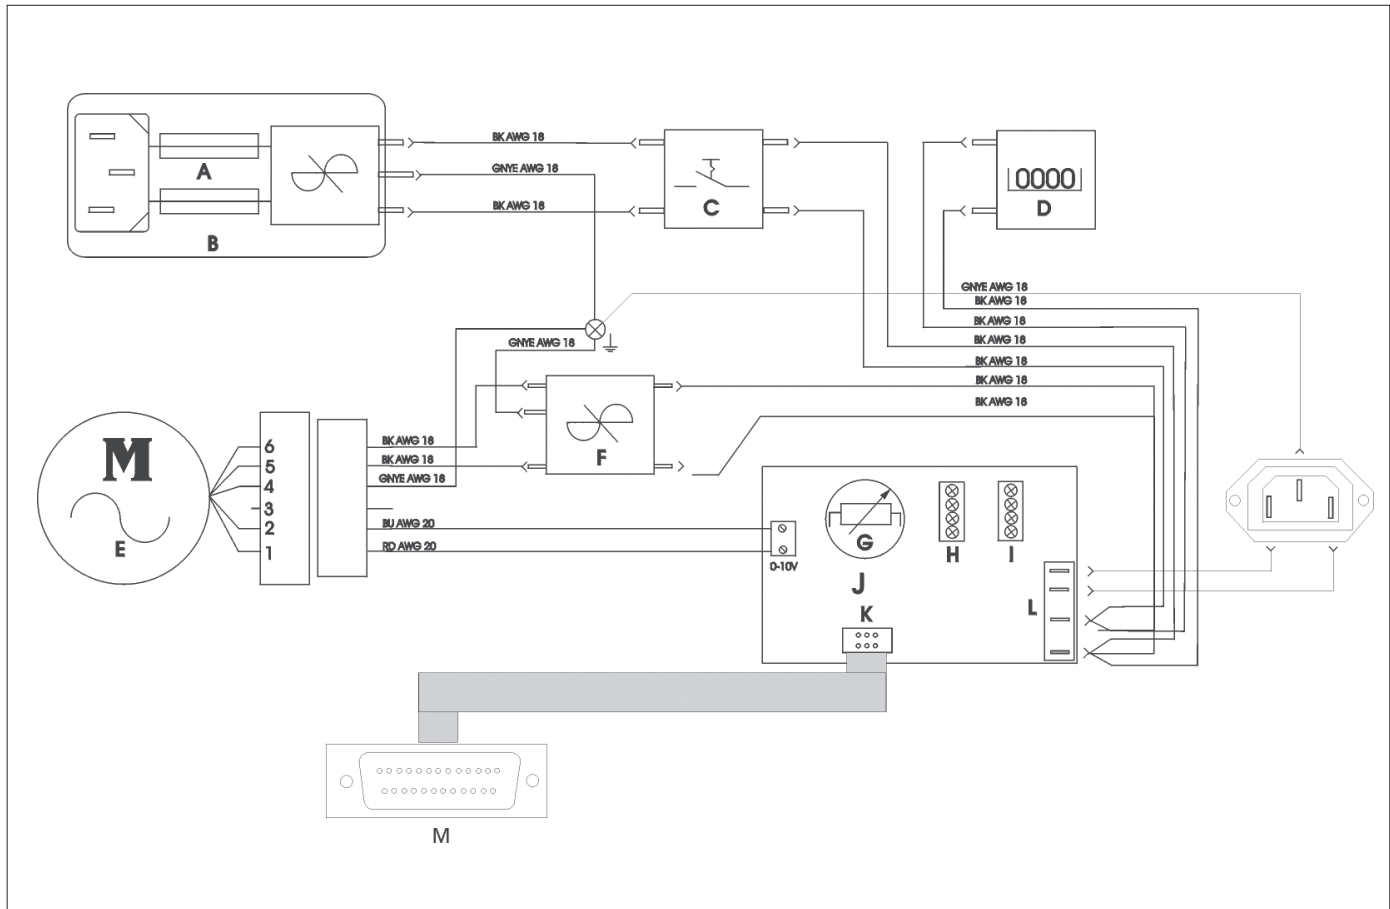 BK AWG 18
GNYE AWG 18
BK AWG 18
A
B
C
0000
D
GNYE AWG 18
BK AWG 18
BK AWG 18
BK AWG 18
BK AWG 18
BK AWG 18
BK AWG 18
GNYE AWG 18
F
M
E
6
5
4
3
2
1
BK AWG 18
BK AWG 18
GNYE AWG 18
BU AWG 20
RD AWG 20
0-10V
G
H
I
J
K
L
M